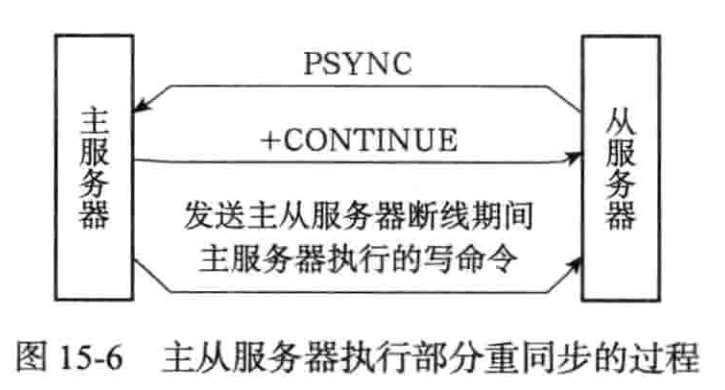 PSYNC
主服务器
从服务器
+CONTINUE
发送主从服务器断线期间
主服务器执行的写命令
图 15-6 主从服务器执行部分重同步的过程